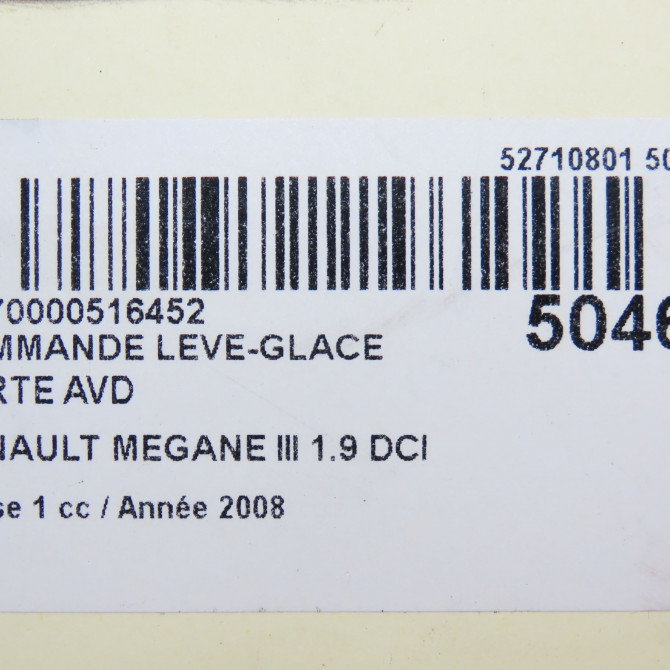 52710801 50
70000516452
5046
MMANDE LEVE-GLACE
RTE AVD
NAULT MEGANE III 1.9 DCI
se 1 cc / Année 2008